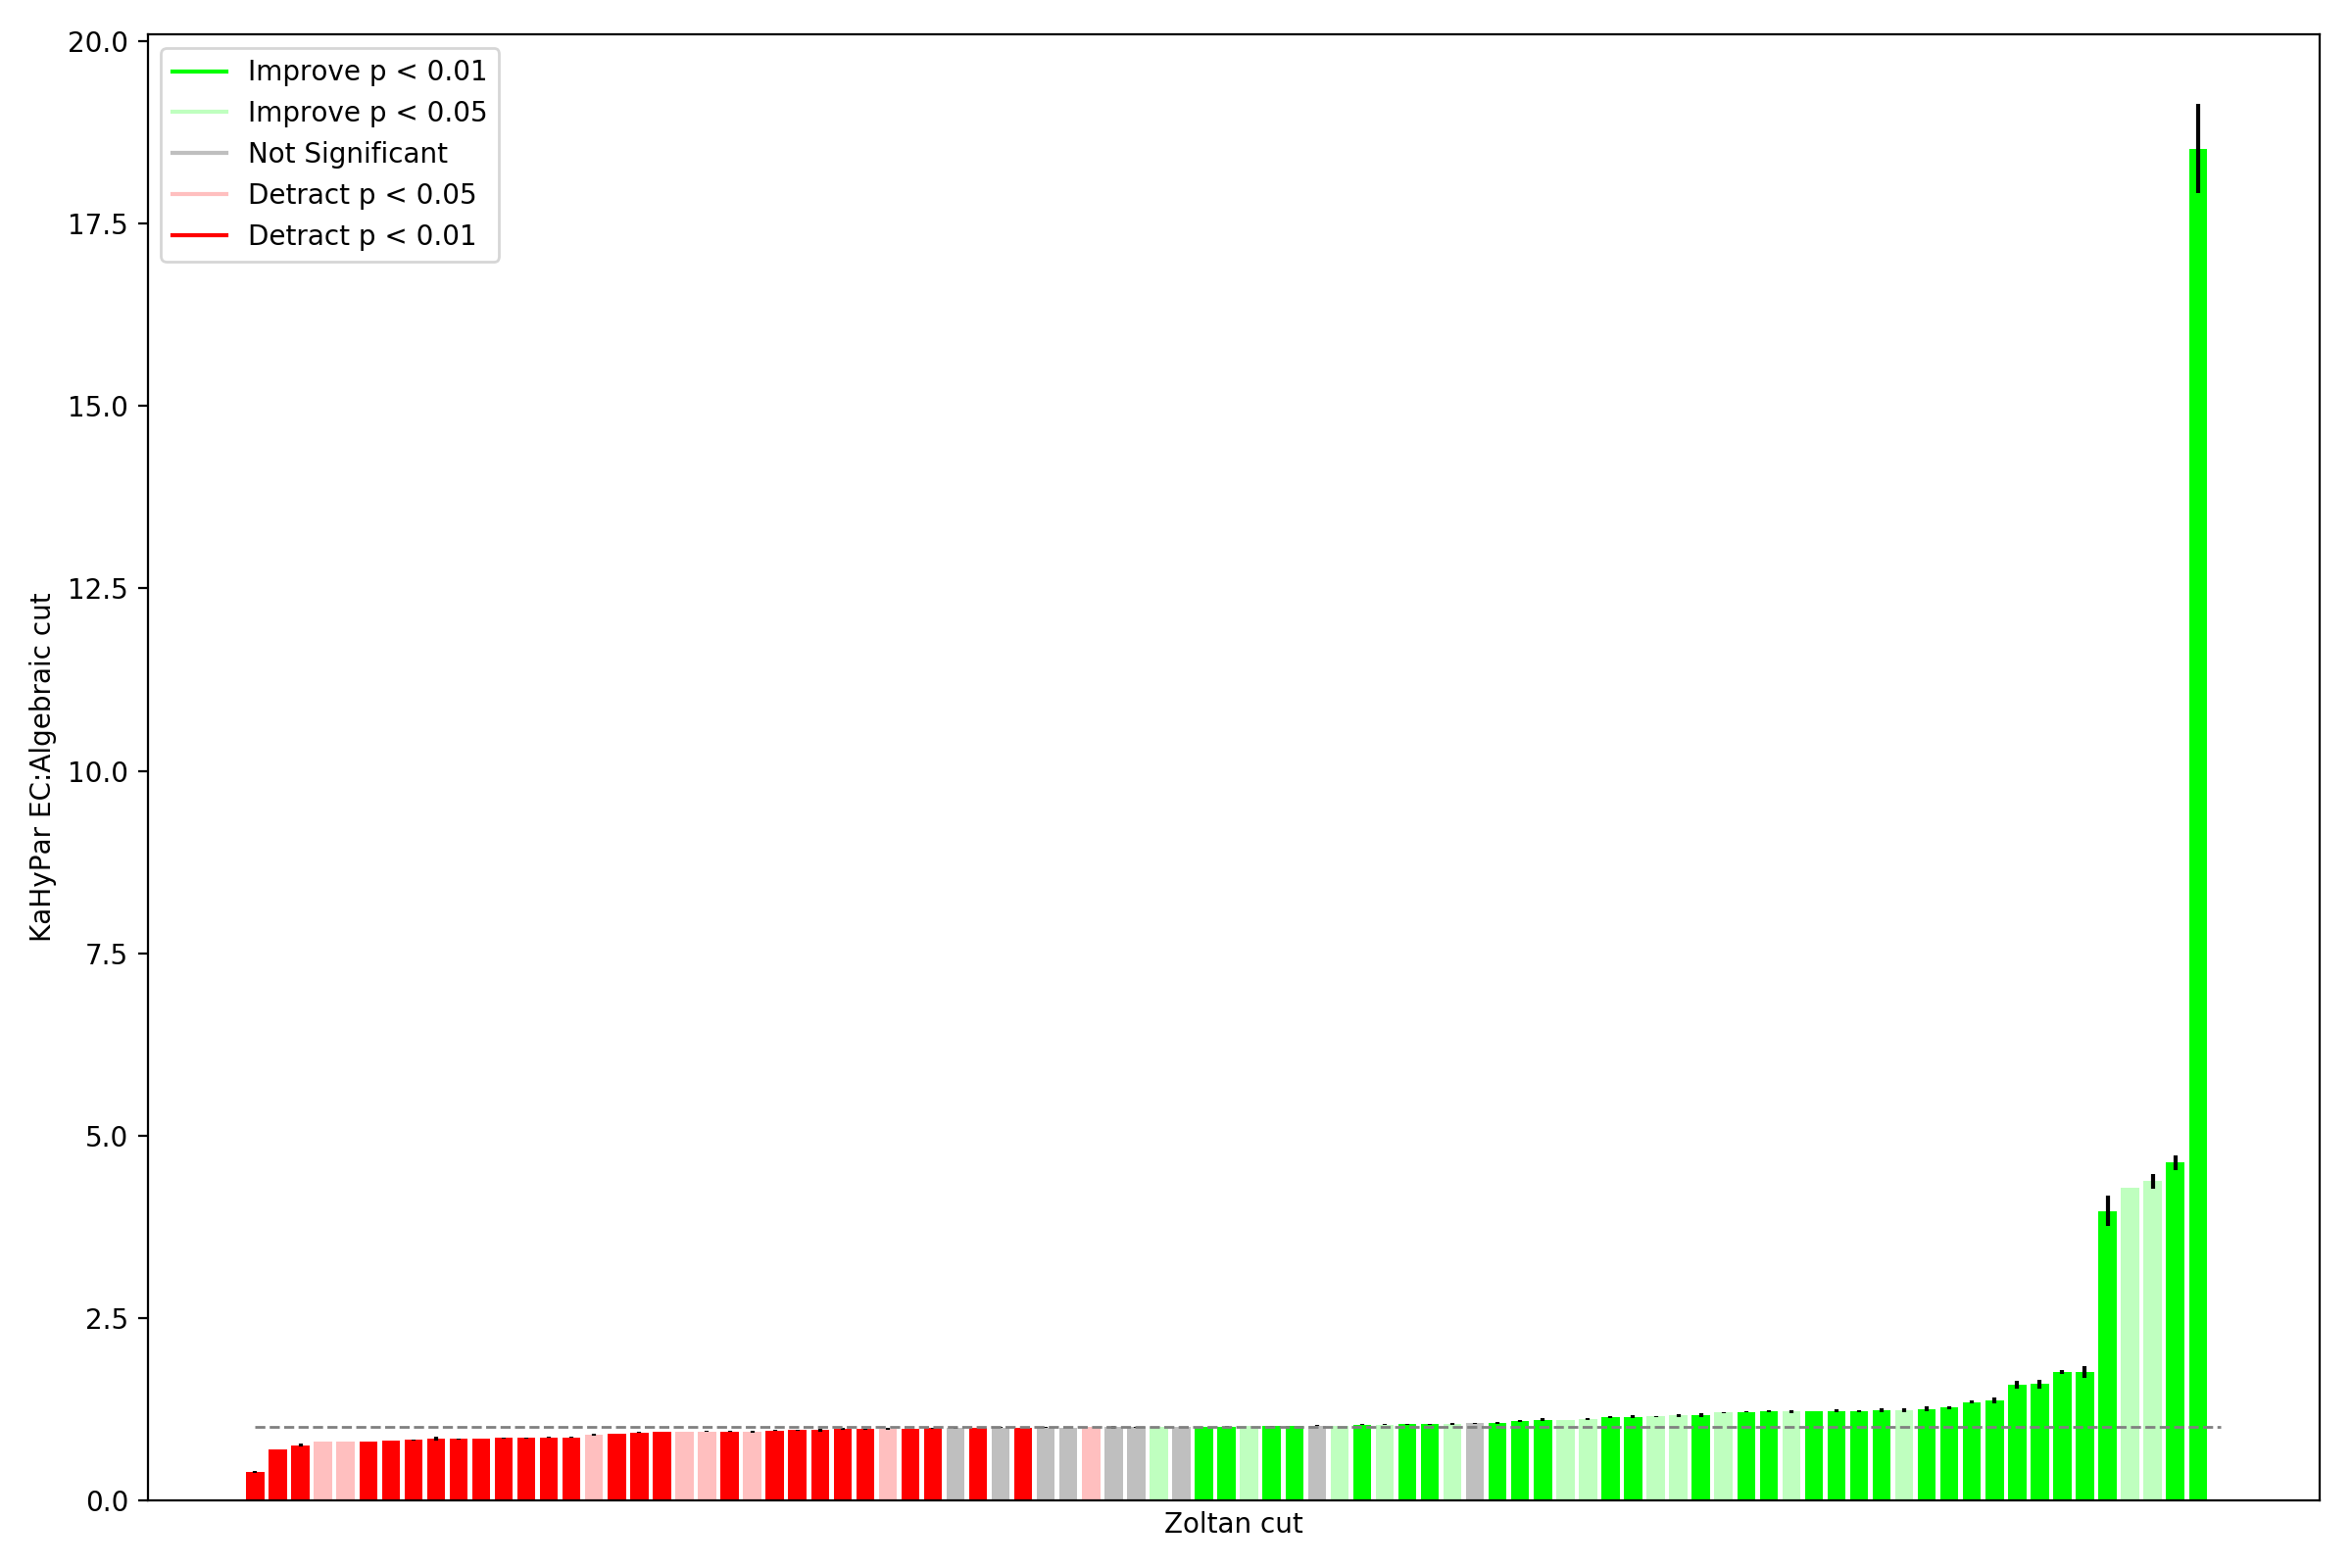 20.0
17.5
15.0
12.5
10.0
7.5
5.0
2.5
0.0
KaHyPar EC:Algebraic cut
Improve p < 0.01
Improve p < 0.05
Not Significant
Detract p < 0.05
Detract p < 0.01
Zoltan cut